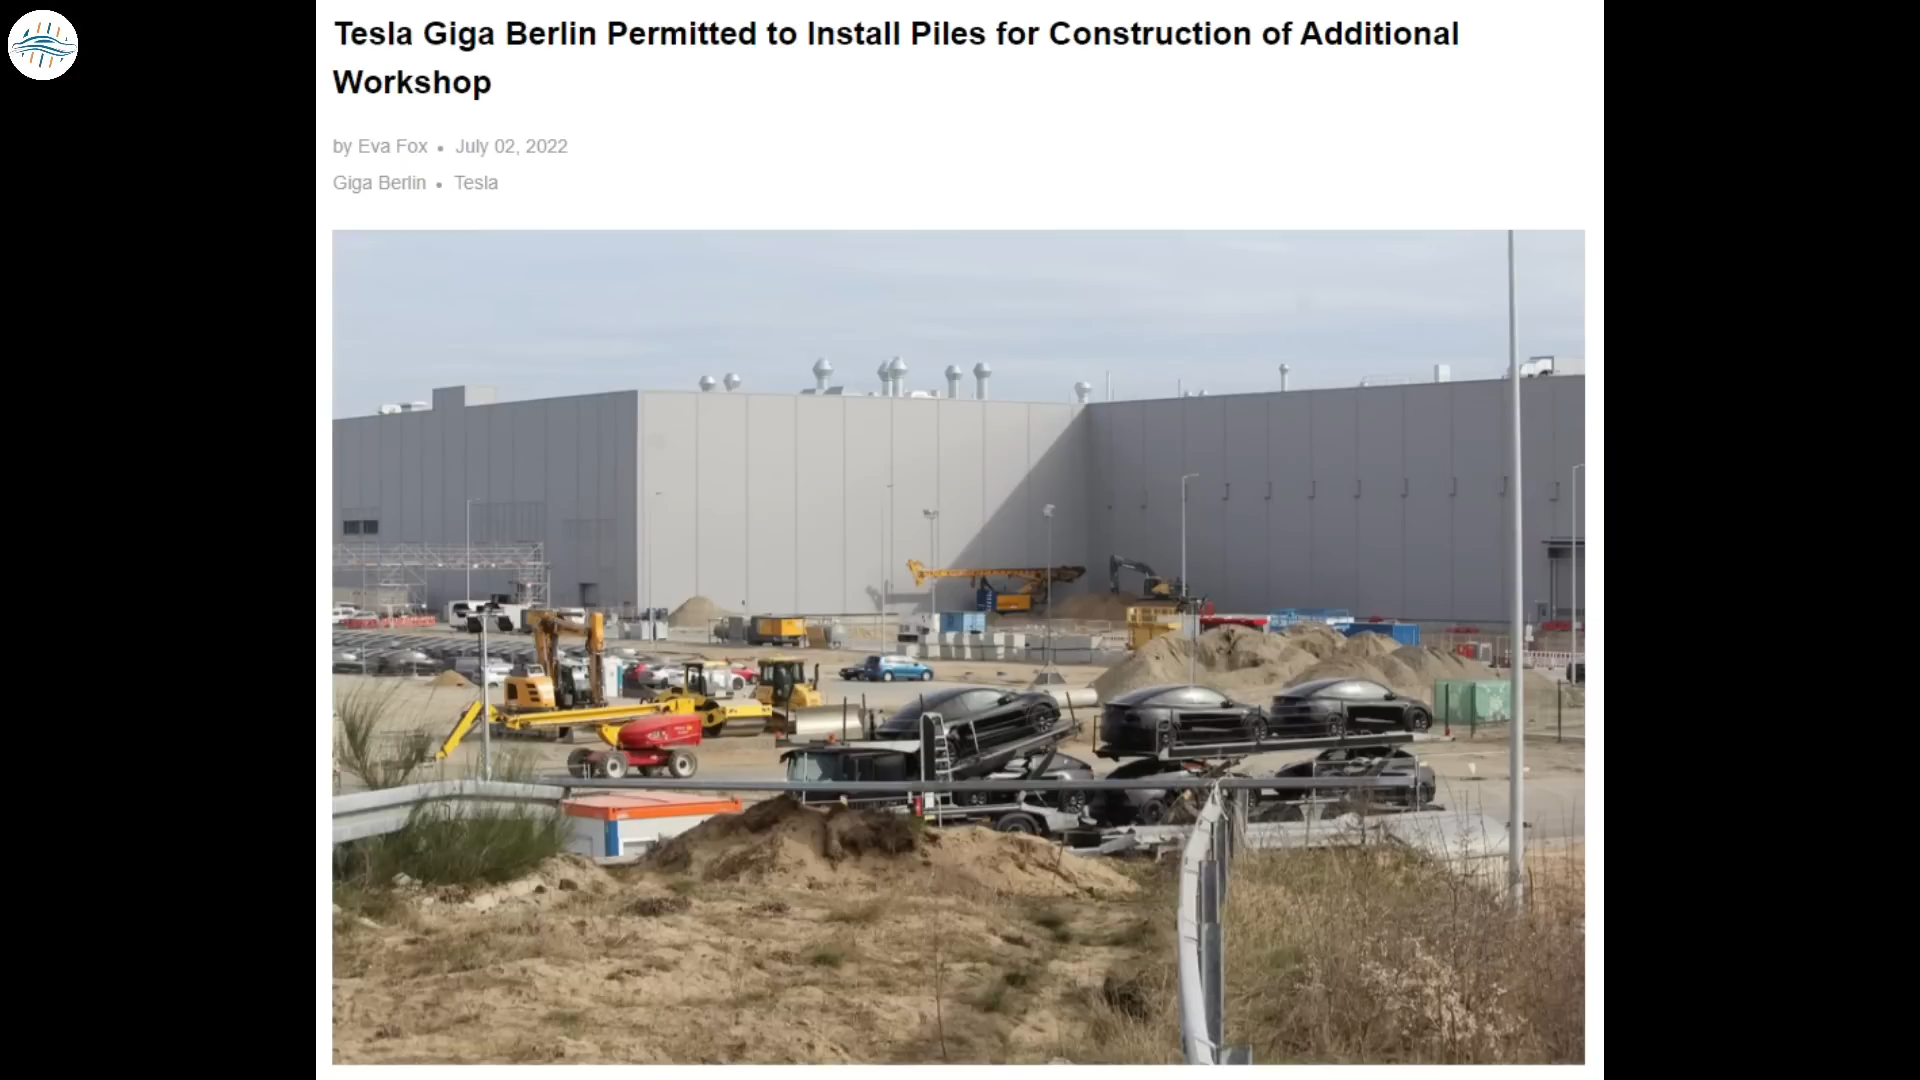 Tesla Giga Berlin Permitted to Install Piles for Construction of Additional
Workshop
by Eva Fox • July 02, 2022
Giga Berlin • Tesla